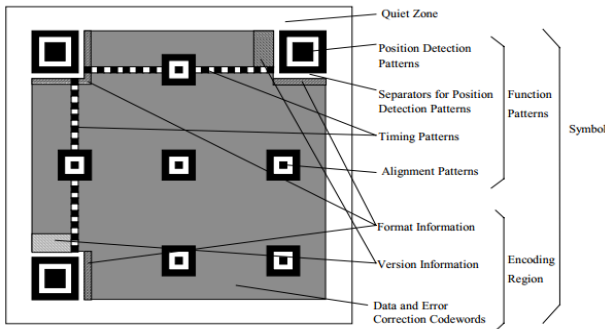 Quiet Zone
Position Detection
Patterns
Separators for Position
Detection Patterns
Function
Patterns
Symbol
Timing Patterns
Alignment Patterns
Format Information
Version Information
Encoding
Region
Data and Error
Correction Codewords